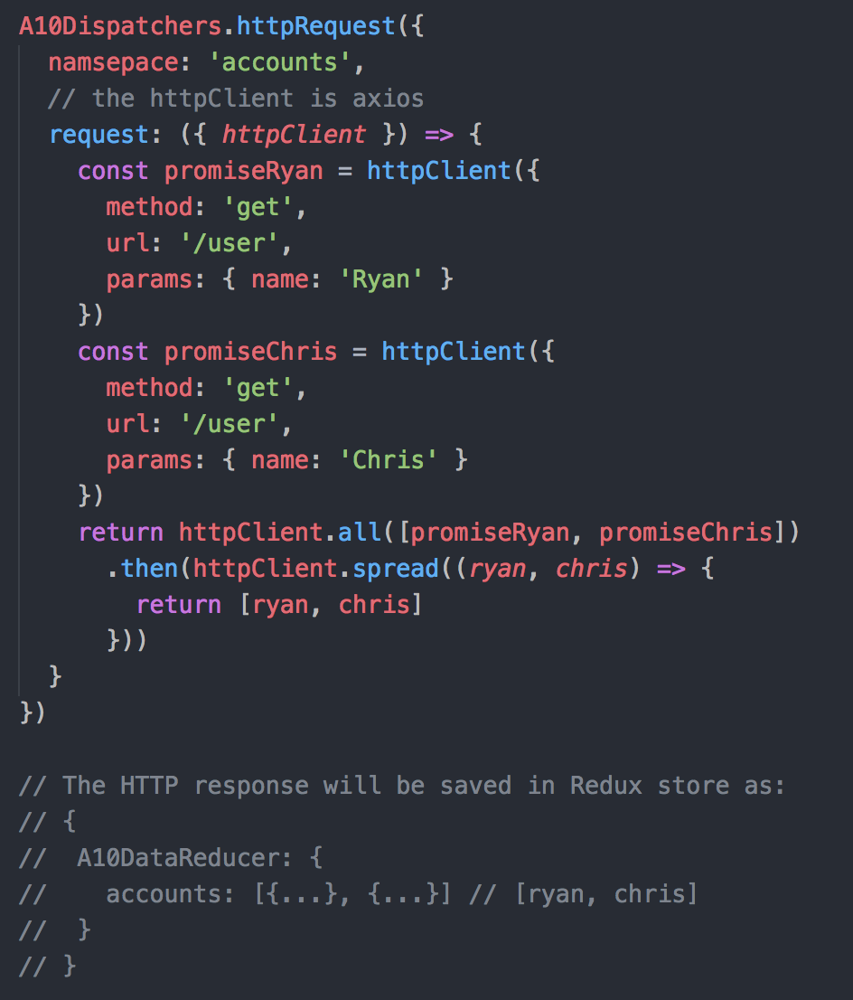 A10Dispatchers.httpRequest({
  namsepace: 'accounts',
  // the httpClient is axios
  request: ({ httpClient }) => {
    const promiseRyan = httpClient({
      method: 'get',
      url: '/user',
      params: { name: 'Ryan' }
    })
    const promiseChris = httpClient({
      method: 'get',
      url: '/user',
      params: { name: 'Chris' }
    })
    return httpClient.all([promiseRyan, promiseChris])
      .then(httpClient.spread((ryan, chris) => {
        return [ryan, chris]
      }))
  }
})

// The HTTP response will be saved in Redux store as:
// {
//  A10DataReducer: {
//    accounts: [{...}, {...}] // [ryan, chris]
//  }
// }